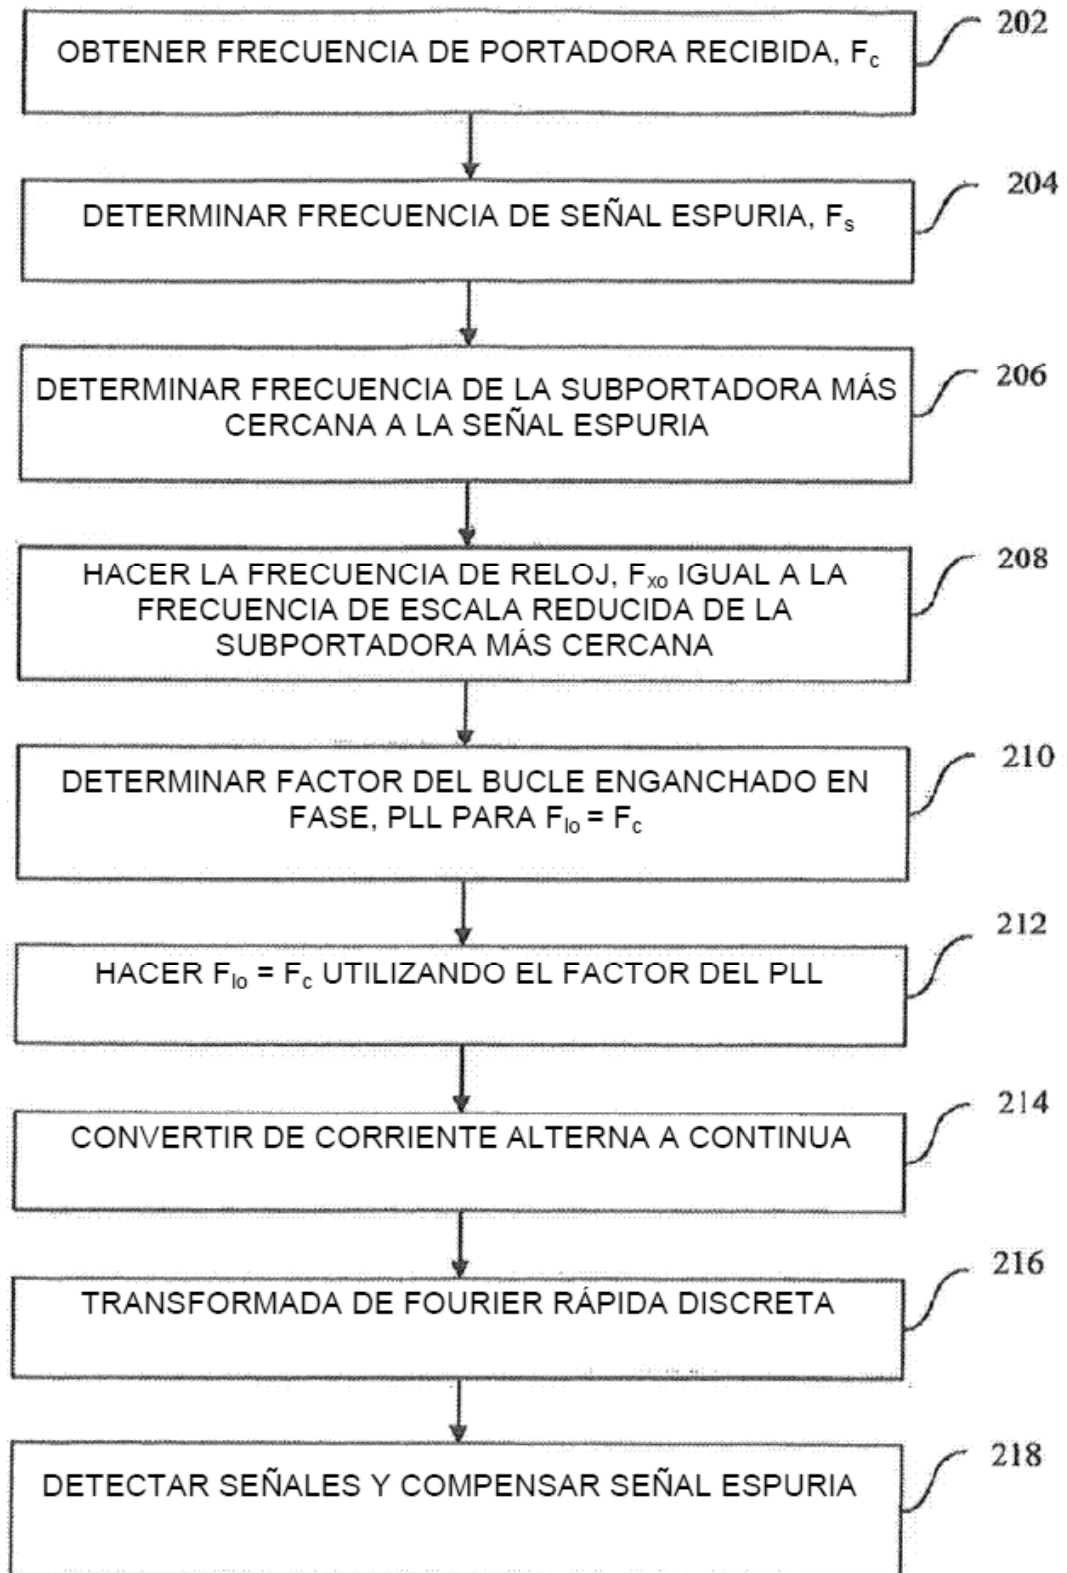 202
OBTENER FRECUENCIA DE PORTADORA RECIBIDA, Fc
204
DETERMINAR FRECUENCIA DE SEÑAL ESPURIA, Fs
206
DETERMINAR FRECUENCIA DE LA SUBPORTADORA MÁS
CERCANA A LA SEÑAL ESPURIA
208
HACER LA FRECUENCIA DE RELOJ, Fxo IGUAL A LA
FRECUENCIA DE ESCALA REDUCIDA DE LA
SUBPORTADORA MÁS CERCANA
210
DETERMINAR FACTOR DEL BUCLE ENGANCHADO EN
FASE, PLL PARA Flo = Fc
212
HACER Flo = Fc UTILIZANDO EL FACTOR DEL PLL
214
CONVERTIR DE CORRIENTE ALTERNA A CONTINUA
216
TRANSFORMADA DE FOURIER RÁPIDA DISCRETA
218
DETECTAR SEÑALES Y COMPENSAR SEÑAL ESPURIA